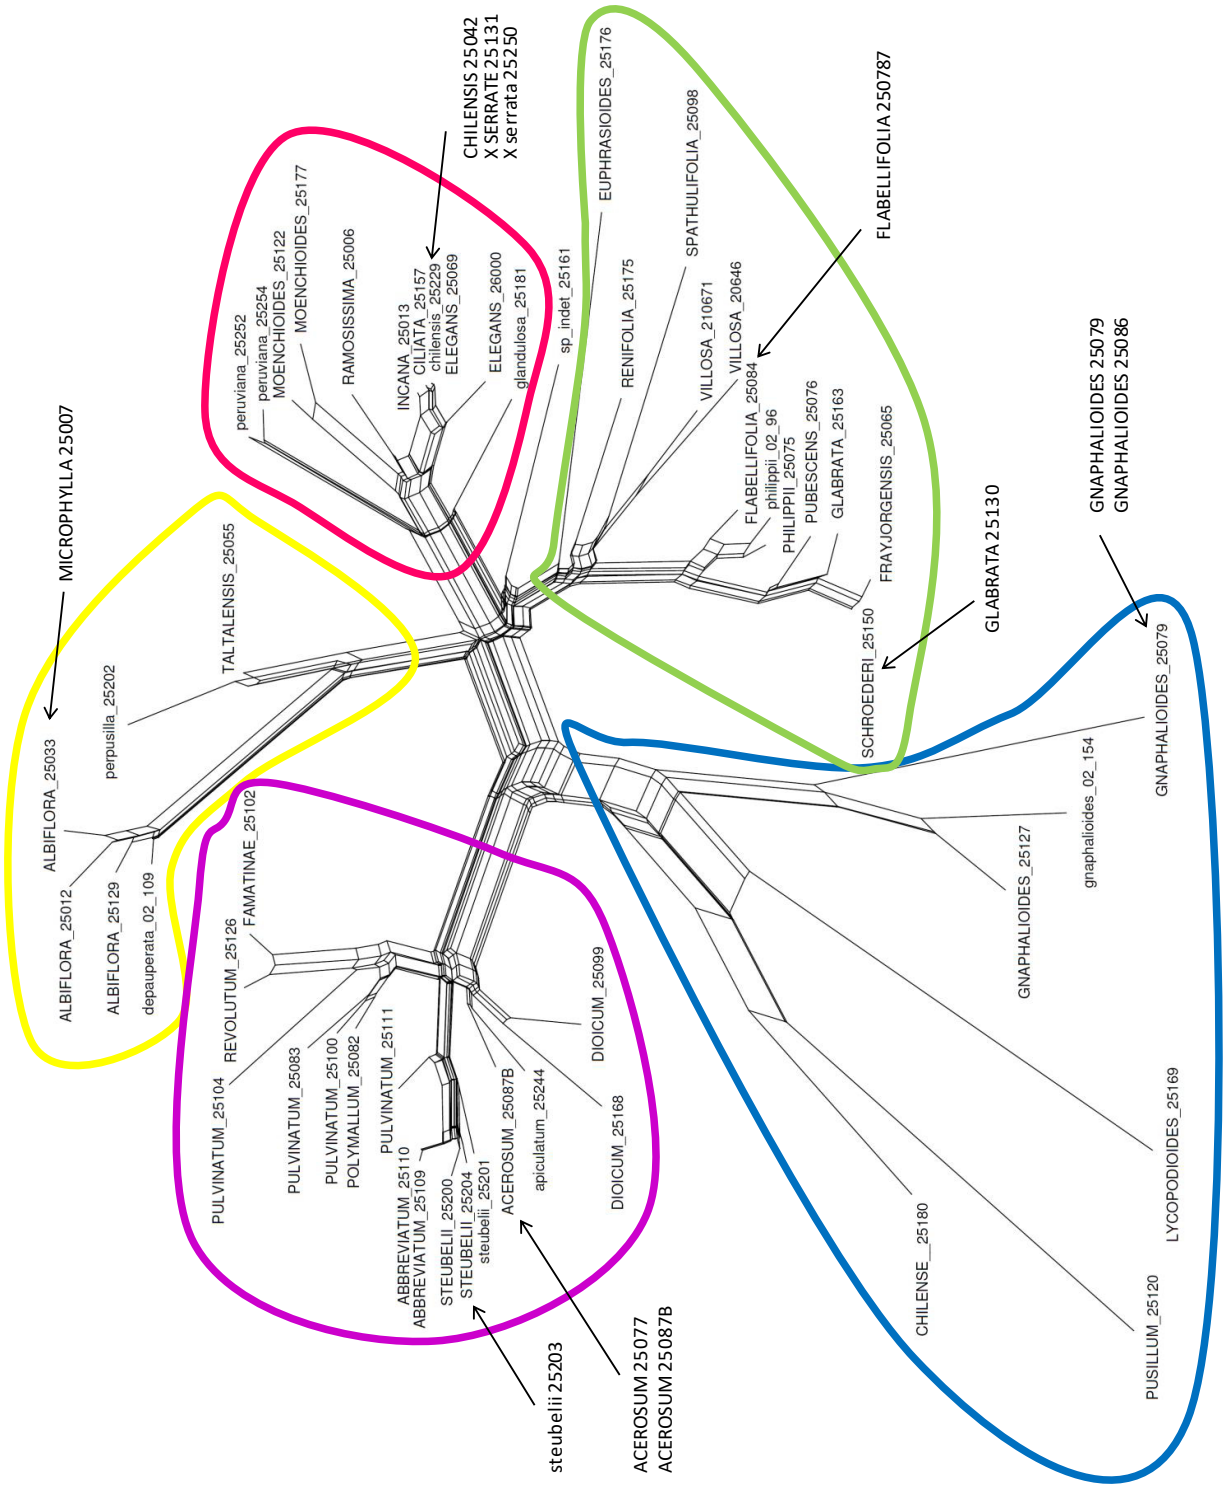 MICROPHYLLA 25007
ALBIFLORA_25033
ALBIFLORA_25012
ALBIFLORA_25129
depauperata_02_109
perpusilla_25202
TALTALENSIS_25055
peruviana_25252
peruviana_25254
MOENCHIOIDES_25122
MOENCHIOIDES_25177
RAMOSISSIMA_25006
INCANA_25013
CILIATA_25157
chilensis_25229
ELEGANS_25069
ELEGANS_26000
glandulosa_25181
CHILENSIS 25042
X SERRATE 25131
X serrata 25250
sp_indet_25161
EUPHRASIOIDES_25176
RENIFOLIA_25175
SPATHULIFOLIA_25098
VILLOSA_210671
VILLOSA_20646
FLABELLIFOLIA_25084
philippii_02_96
PHILIPPII_25075
PUBESCENS_25076
GLABRATA_25163
FRAYJORGENSIS_25065
SCHROEDERI_25150
FLABELLIFOLIA 250787
GLABRATA 25130
GNAPHALIOIDES 25079
GNAPHALIOIDES 25086
GNAPHALIOIDES_25079
gnaphalioides_02_154
GNAPHALIOIDES_25127
LYCOPODIOIDES_25169
PUSILLUM_25120
CHILENSE__25180
FAMATINAE_25102
REVOLUTUM_25126
PULVINATUM_25104
PULVINATUM_25083
PULVINATUM_25100
POLYMALLUM_25082
PULVINATUM_25111
ABBREVIATUM_25110
ABBREVIATUM_25109
STEUBELII_25200
STEUBELII_25204
steubelii_25201
ACEROSUM_25087B
apiculatum_25244
DIOICUM_25168
DIOICUM_25099
steubelii 25203
ACEROSUM 25077
ACEROSUM 25087B